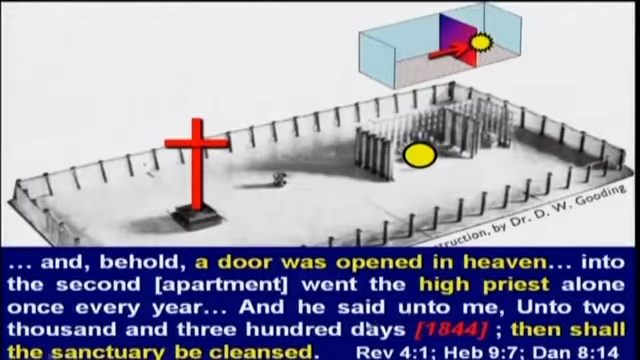 ruction, by Dr. D. W. Gooding
... and, behold, a door was opened in heaven... into
the second [apartment] went the high priest alone
once every year... And he said unto me, Unto two
thousand and three hundred days [1844] ; then shall
the sanctuary be cleansed. Rev 4:1; Heb 9:7; Dan 8:14